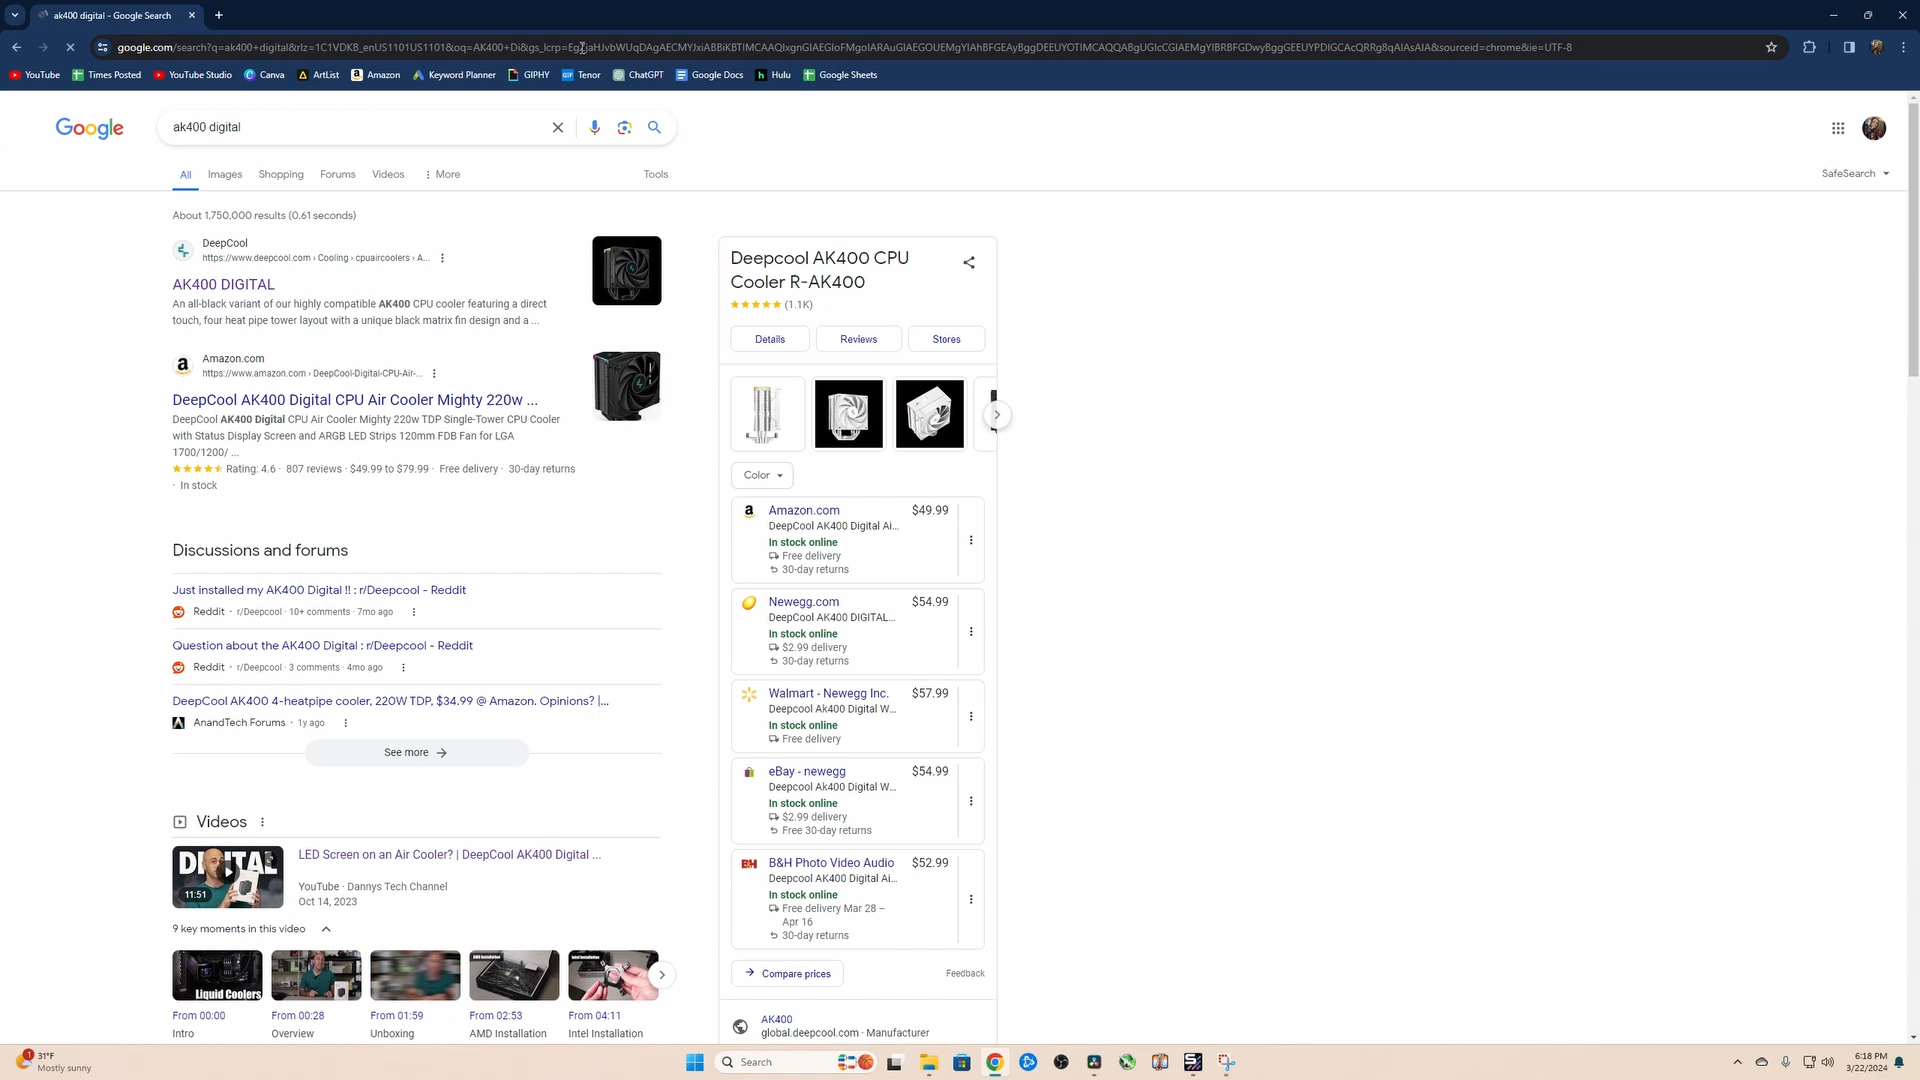 ak400 digital - Google Search
YouTube
Times Posted
YouTube Studio
Canva
ArtList
Amazon
Keyword Planner
GIPHY
Tenor
ChatGPT
Google Docs
Hulu
Google Sheets
Google
ak400 digital
All
Images
Shopping
Forums
Videos
More
Tools
SafeSearch
About 1,750,000 results (0.61 seconds)
DeepCool
https://www.deepcool.com › Cooling › cpuaircoolers › A...
AK400 DIGITAL
An all-black variant of our highly compatible AK400 CPU cooler featuring a direct
touch, four heat pipe tower layout with a unique black matrix fin design and a ...
Amazon.com
https://www.amazon.com › DeepCool-Digital-CPU-Air-...
DeepCool AK400 Digital CPU Air Cooler Mighty 220w ...
DeepCool AK400 Digital CPU Air Cooler Mighty 220w TDP Single-Tower CPU Cooler
with Status Display Screen and ARGB LED Strips 120mm FDB Fan for LGA
1700/1200/ ...
Rating: 4.6 · 807 reviews · $49.99 to $79.99 · Free delivery · 30-day returns
· In stock
Discussions and forums
Just installed my AK400 Digital !! : r/Deepcool - Reddit
Reddit · r/Deepcool · 10+ comments · 7mo ago
Question about the AK400 Digital : r/Deepcool - Reddit
Reddit · r/Deepcool · 3 comments · 4mo ago
DeepCool AK400 4-heatpipe cooler, 220W TDP, $34.99 @ Amazon. Opinions? |...
AnandTech Forums · 1y ago
See more
Videos
DIGITAL
11:51
LED Screen on an Air Cooler? | DeepCool AK400 Digital ...
YouTube · Dannys Tech Channel
Oct 14, 2023
9 key moments in this video
Liquid Coolers
From 00:00
Intro
From 00:28
Overview
From 01:59
Unboxing
From 02:53
AMD Installation
From 04:11
Intel Installation
Deepcool AK400 CPU
Cooler R-AK400
(1.1K)
Details
Reviews
Stores
Color
Amazon.com $49.99
DeepCool AK400 Digital Ai...
In stock online
Free delivery
30-day returns
Newegg.com $54.99
DeepCool AK400 DIGITAL...
In stock online
$2.99 delivery
30-day returns
Walmart - Newegg Inc. $57.99
Deepcool Ak400 Digital W...
In stock online
Free delivery
eBay - newegg $54.99
Deepcool Ak400 Digital W...
In stock online
$2.99 delivery
Free 30-day returns
B&H Photo Video Audio $52.99
Deepcool AK400 Digital Ai...
In stock online
Free delivery Mar 28 –
Apr 16
30-day returns
Compare prices
Feedback
AK400
global.deepcool.com · Manufacturer
1
31°F
Mostly sunny
Search
6:18 PM
3/22/2024